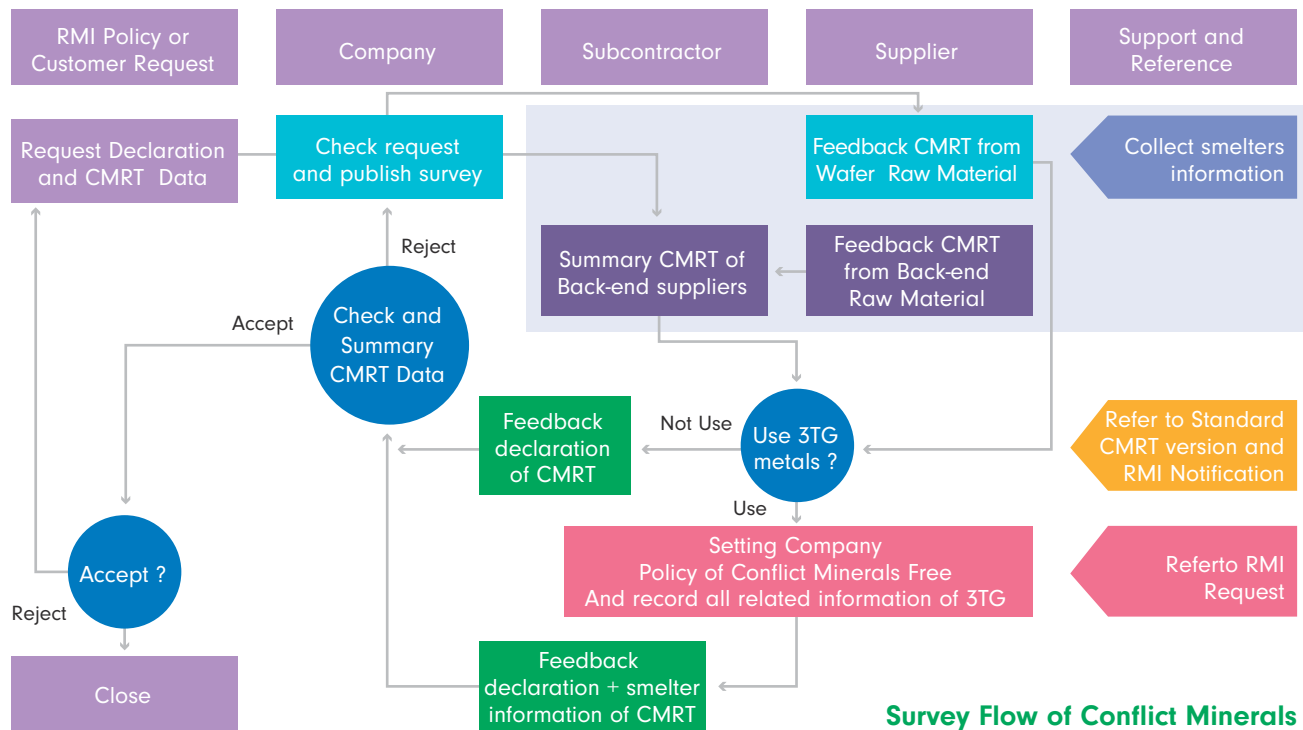 RMI Policy or
Customer Request
Company
Subcontractor
Supplier
Support and
Reference
Request Declaration
and CMRT Data
Check request
and publish survey
Feedback CMRT from
Wafer Raw Material
Collect smelters
information
Reject
Summary CMRT of
Back-end suppliers
Feedback CMRT
from Back-end
Raw Material
Accept
Check and
Summary
CMRT Data
Feedback
declaration
of CMRT
Not Use
Use 3TG
metals ?
Refer to Standard
CMRT version and
RMI Notification
Use
Accept ?
Reject
Setting Company
Policy of Conflict Minerals Free
And record all related information of 3TG
Referto RMI
Request
Close
Feedback
declaration + smelter
information of CMRT
Survey Flow of Conflict Minerals